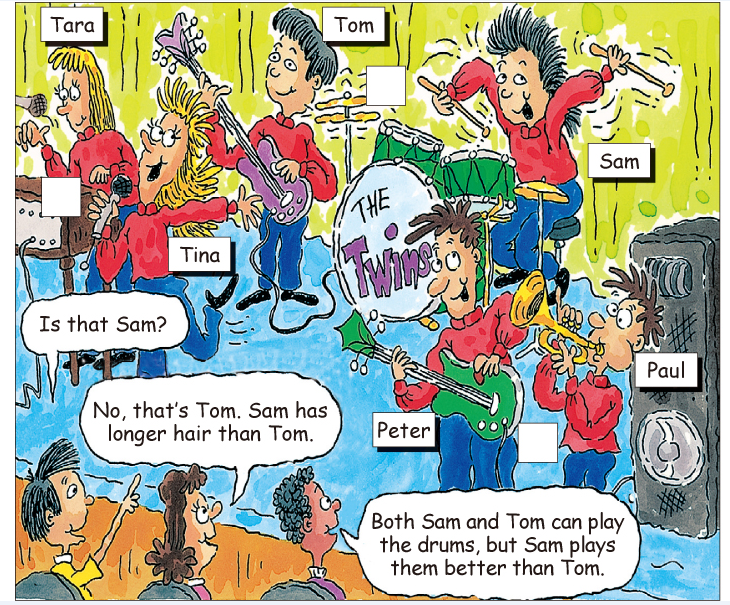 Tara
Tom
Sam
THE
Twins
Tina
Is that Sam?
Paul
No, that's Tom. Sam has
longer hair than Tom.
Peter
Both Sam and Tom can play
the drums, but Sam plays
them better than Tom.